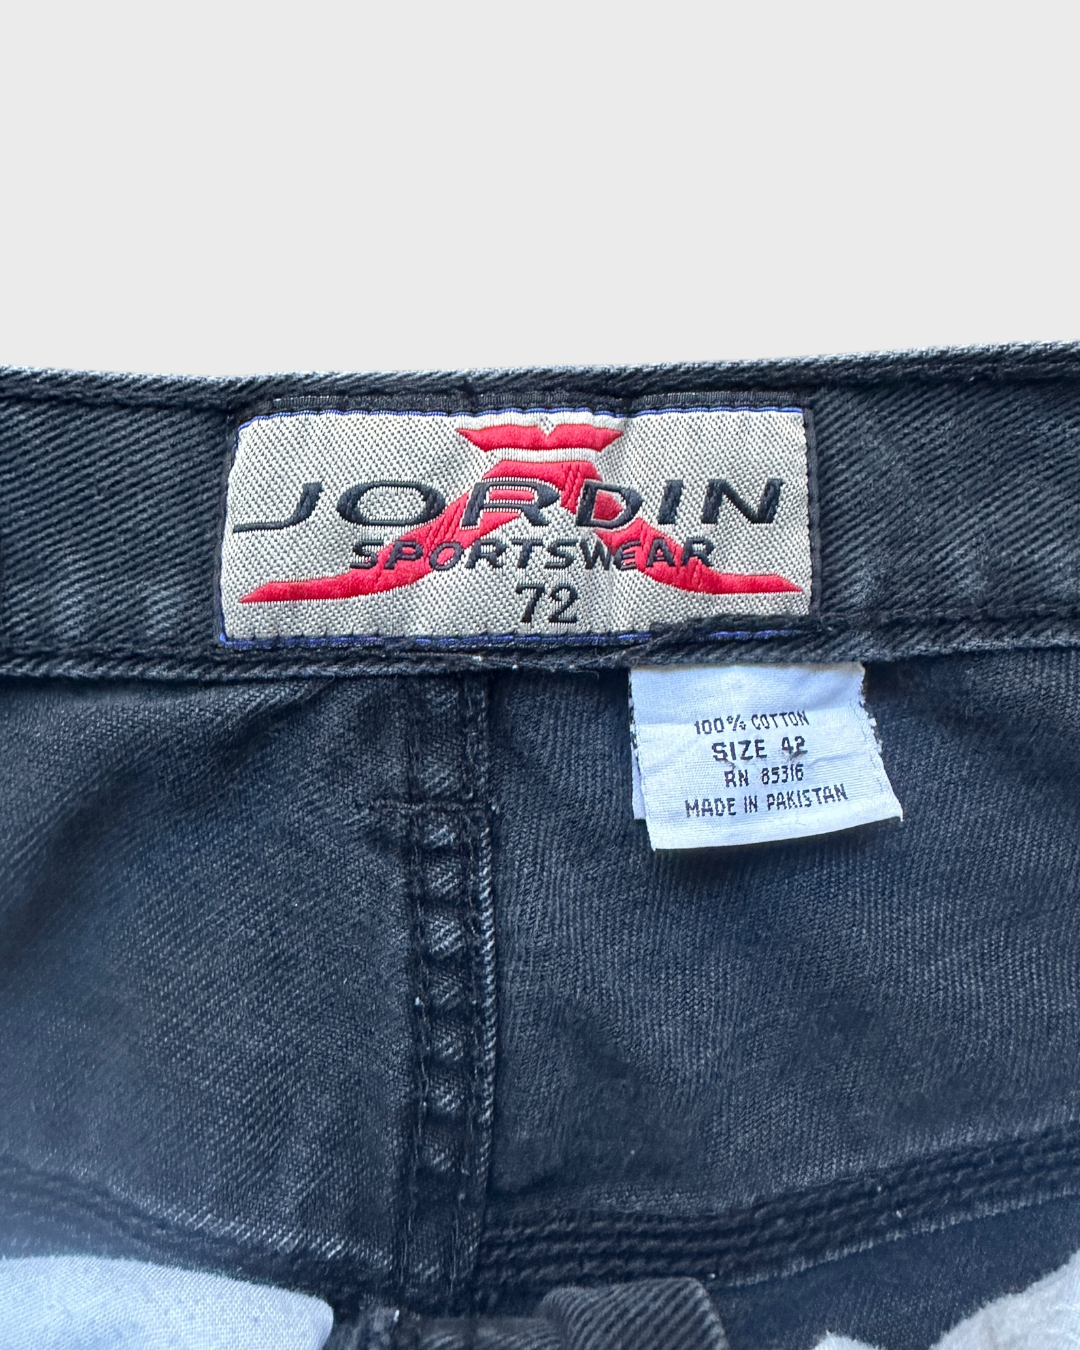 JORDIN
SPORTSWEAR
72
100% COTTON
SIZE 42
RN 85316
MADE IN PAKISTAN